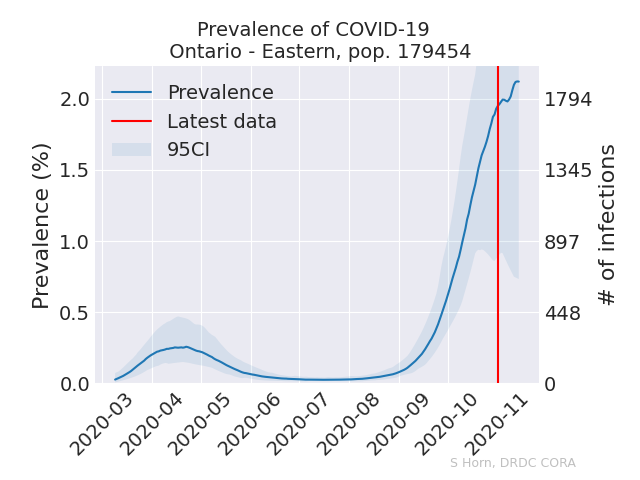 Prevalence of COVID-19
Ontario - Eastern, pop. 179454
Prevalence
Latest data
95CI
Prevalence (%)
2.0
1.5
1.0
0.5
0.0
1794
1345
897
448
0
# of infections
2020-03
2020-04
2020-05
2020-06
2020-07
2020-08
2020-09
2020-10
2020-11
S Horn, DRDC CORA